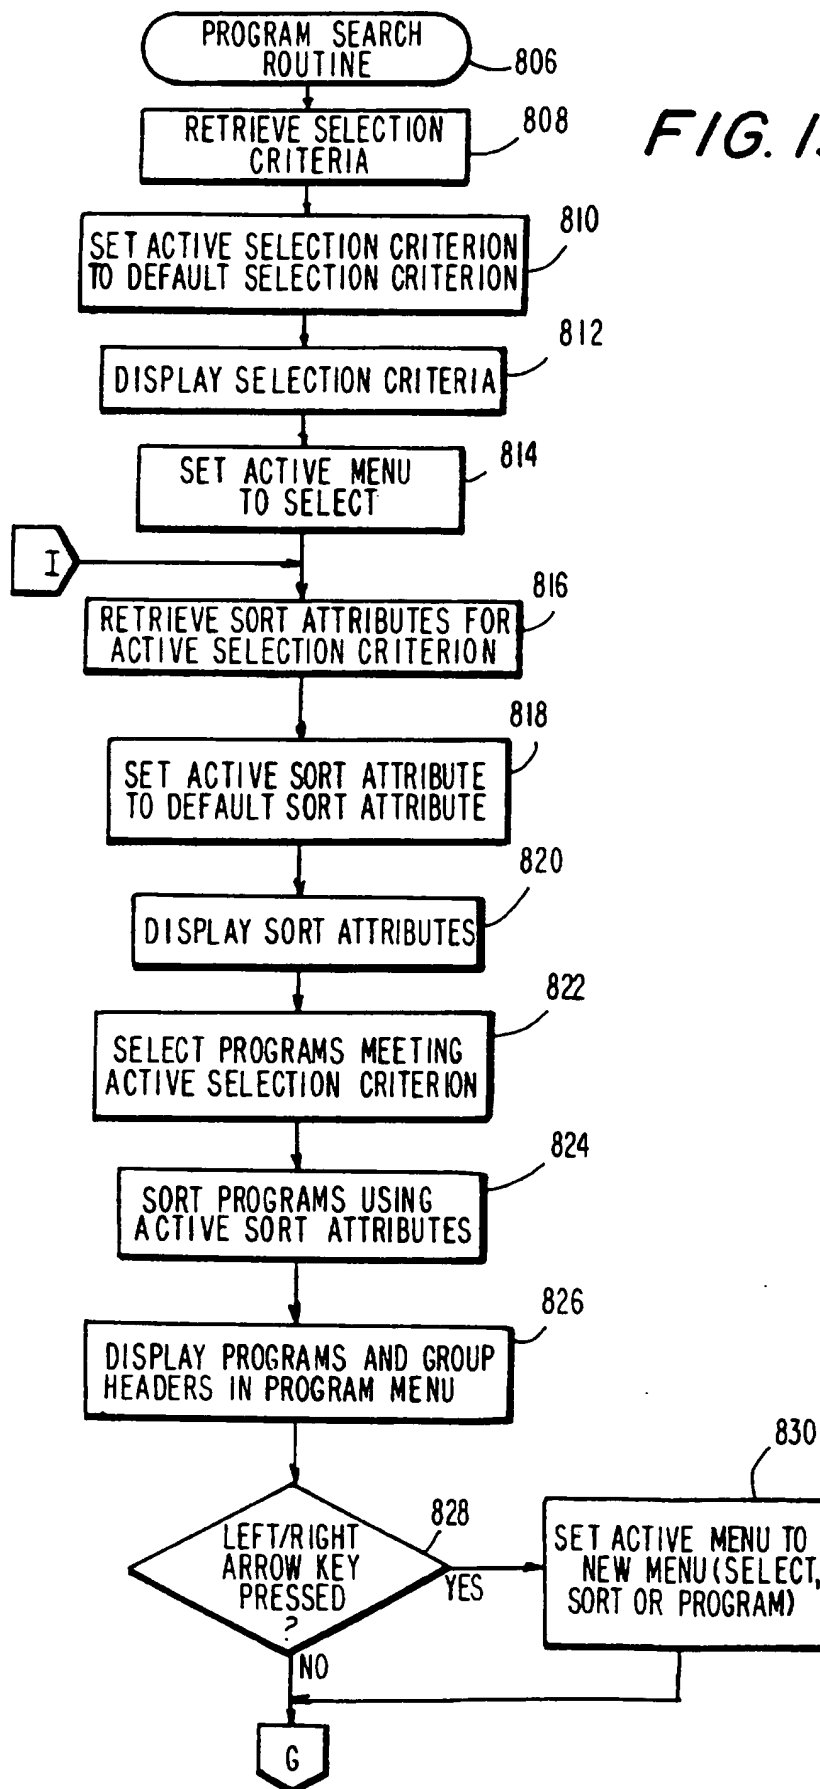 PROGRAM SEARCH
ROUTINE
806
RETRIEVE SELECTION
CRITERIA
808
FIG. 1
SET ACTIVE SELECTION CRITERION
TO DEFAULT SELECTION CRITERION
810
DISPLAY SELECTION CRITERIA
812
SET ACTIVE MENU
TO SELECT
814
I
RETRIEVE SORT ATTRIBUTES FOR
ACTIVE SELECTION CRITERION
816
SET ACTIVE SORT ATTRIBUTE
TO DEFAULT SORT ATTRIBUTE
818
DISPLAY SORT ATTRIBUTES
820
SELECT PROGRAMS MEETING
ACTIVE SELECTION CRITERION
822
SORT PROGRAMS USING
ACTIVE SORT ATTRIBUTES
824
DISPLAY PROGRAMS AND GROUP
HEADERS IN PROGRAM MENU
826
LEFT/RIGHT
ARROW KEY
PRESSED
?
828
YES
SET ACTIVE MENU TO
NEW MENU (SELECT,
SORT OR PROGRAM)
830
NO
G